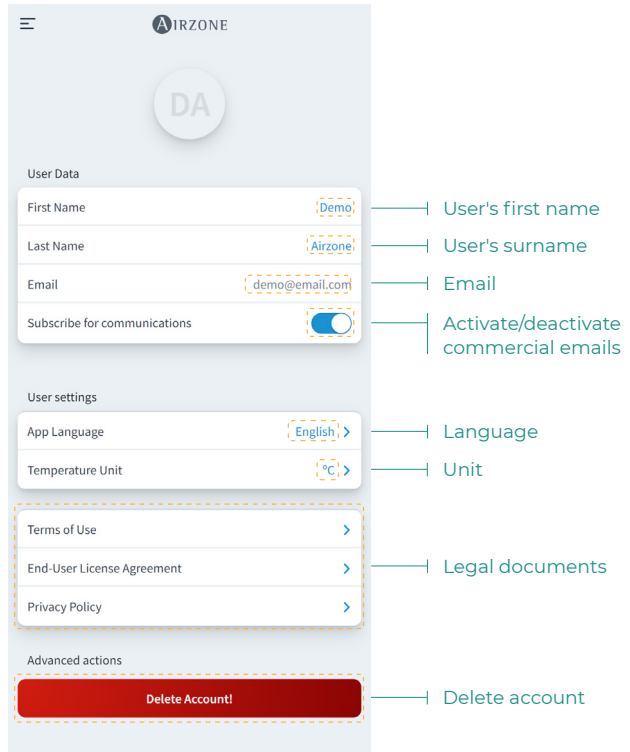 AIRZONE
DA
User Data
First Name Demo User's first name
Last Name Airzone User's surname
Email demo@email.com Email
Subscribe for communications Activate/deactivate
commercial emails
User settings
App Language English Language
Temperature Unit °C Unit
Terms of Use
End-User License Agreement Legal documents
Privacy Policy
Advanced actions
Delete Account! Delete account